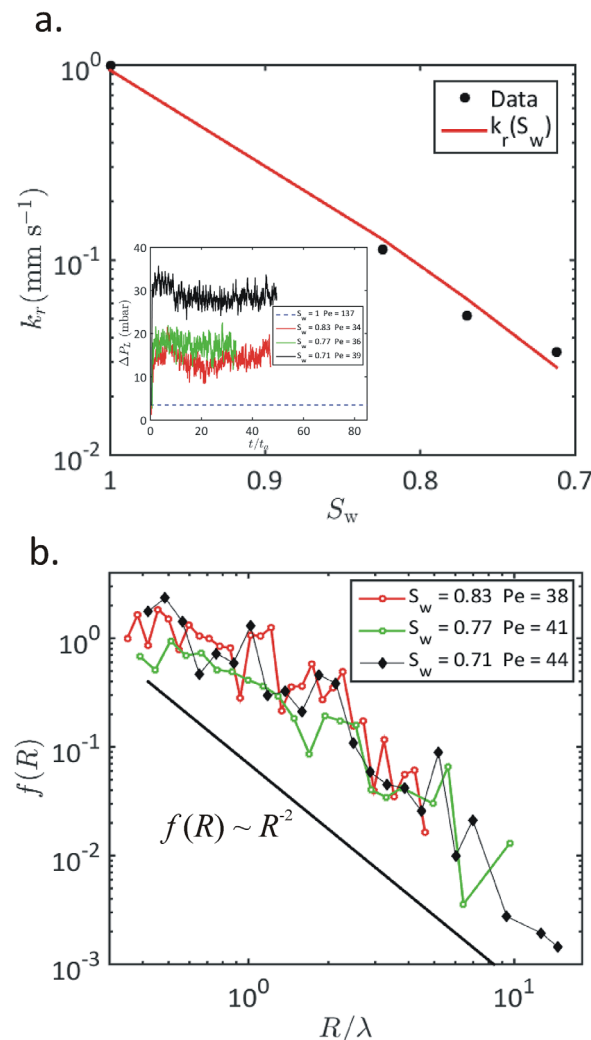 a.
10^0
10^-1
10^-2
k_r (mm s^-1)
Data
k_r(S_w)
40
30
20
10
0
ΔP_L (mbar)
S_w = 1 Pe = 137
S_w = 0.83 Pe = 34
S_w = 0.77 Pe = 36
S_w = 0.71 Pe = 39
0 20 40 60 80
t/t_a
1 0.9 0.8 0.7
S_w
b.
S_w = 0.83 Pe = 38
S_w = 0.77 Pe = 41
S_w = 0.71 Pe = 44
10^0
10^-1
10^-2
10^-3
f(R)
f(R) ~ R^-2
10^0 10^1
R/λ